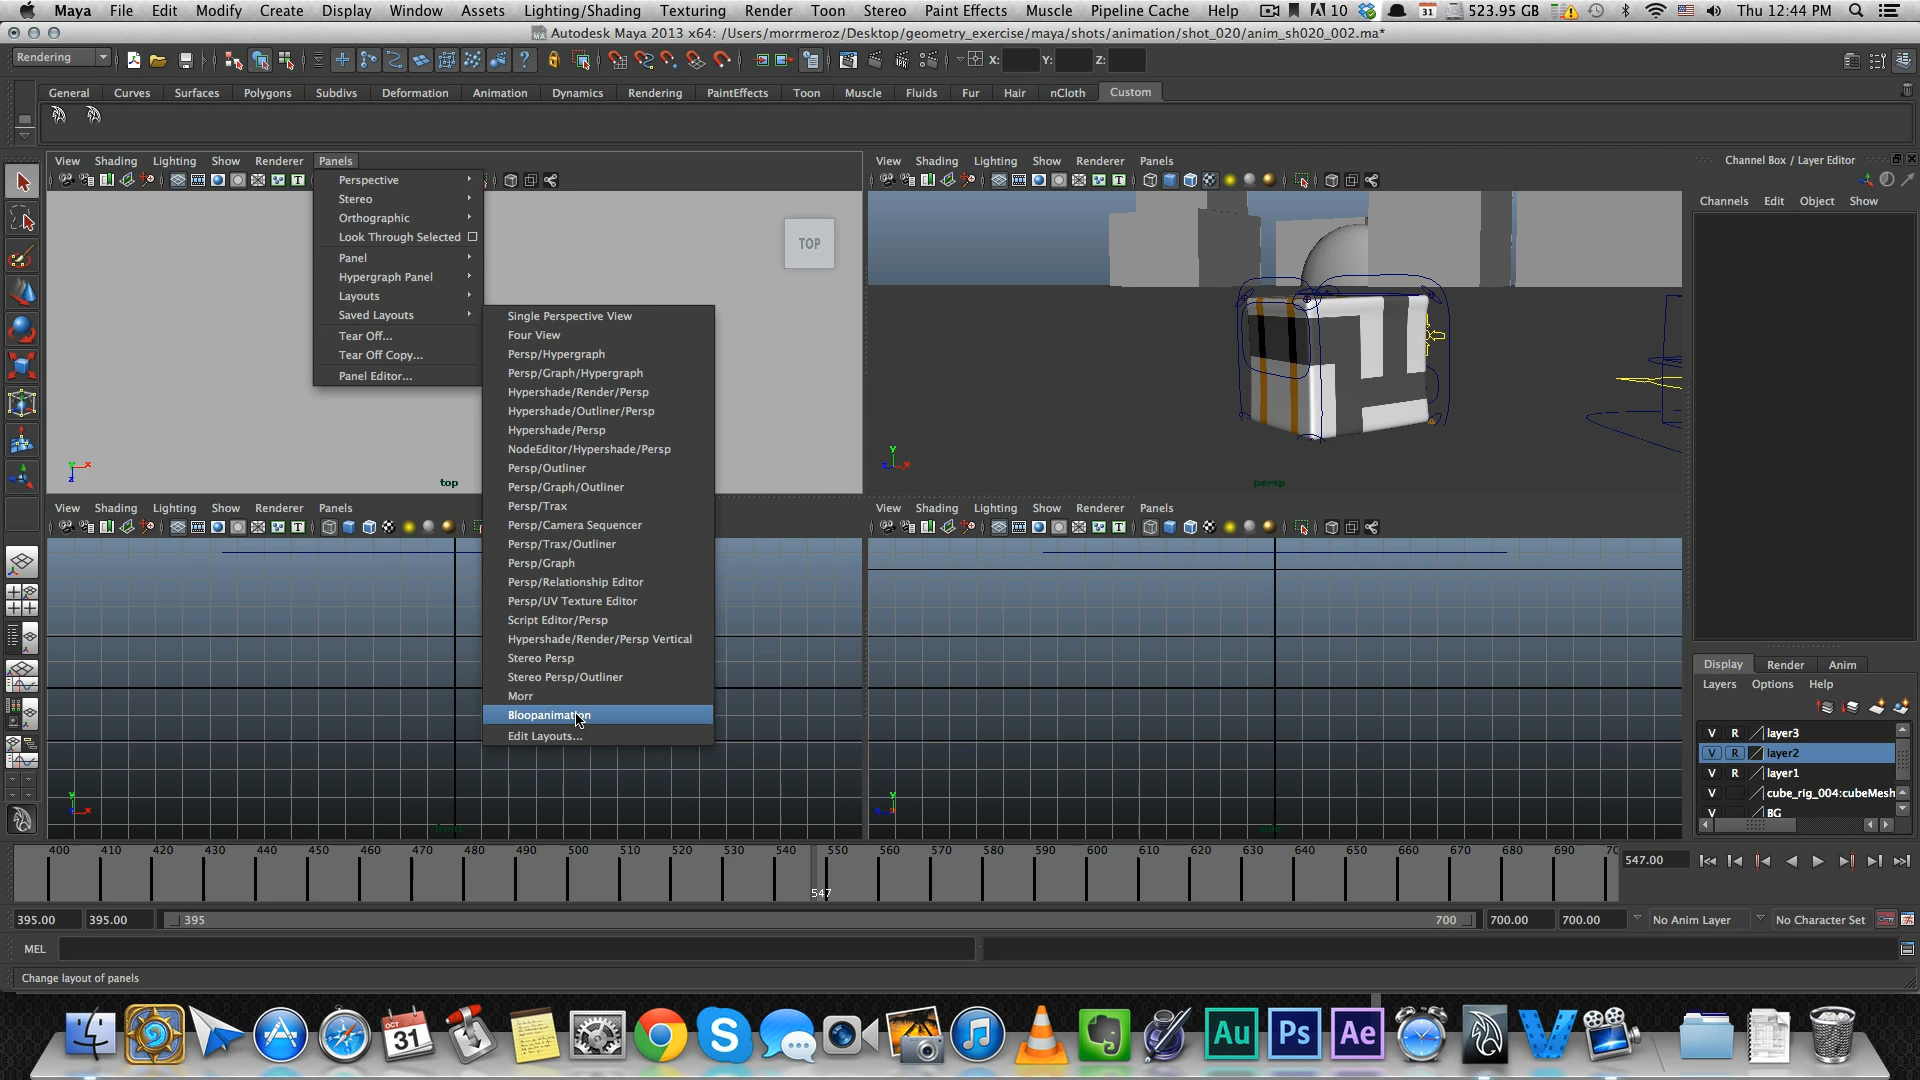 Maya File Edit Modify Create Display Window Assets Lighting/Shading Texturing Render Toon Stereo Paint Effects Muscle Pipeline Cache Help 10 31 523.95 GB Thu 12:44 PM
Autodesk Maya 2013 x64: /Users/morrmeroz/Desktop/geometry_exercise/maya/shots/animation/shot_020/anim_sh020_002.ma*
Rendering X: Y: Z:
General Curves Surfaces Polygons Subdivs Deformation Animation Dynamics Rendering PaintEffects Toon Muscle Fluids Fur Hair nCloth Custom
View Shading Lighting Show Renderer Panels
Perspective
Stereo
Orthographic
Look Through Selected
Panel
Hypergraph Panel
Layouts
Saved Layouts
Tear Off...
Tear Off Copy...
Panel Editor...
TOP
top
Single Perspective View
Four View
Persp/Hypergraph
Persp/Graph/Hypergraph
Hypershade/Render/Persp
Hypershade/Outliner/Persp
Hypershade/Persp
NodeEditor/Hypershade/Persp
Persp/Outliner
Persp/Graph/Outliner
Persp/Trax
Persp/Camera Sequencer
Persp/Trax/Outliner
Persp/Graph
Persp/Relationship Editor
Persp/UV Texture Editor
Script Editor/Persp
Hypershade/Render/Persp Vertical
Stereo Persp
Stereo Persp/Outliner
Morr
Bloopanimation
Edit Layouts...
View Shading Lighting Show Renderer Panels
persp
View Shading Lighting Show Renderer Panels
front
View Shading Lighting Show Renderer Panels
side
Channel Box / Layer Editor
Channels Edit Object Show
Display Render Anim
Layers Options Help
V R layer3
V R layer2
V R layer1
V cube_rig_004:cubeMesh
V BG
400 410 420 430 440 450 460 470 480 490 500 510 520 530 540 550 560 570 580 590 600 610 620 630 640 650 660 670 680 690 70
547
547.00
395.00 395.00 395 700 700.00 700.00 No Anim Layer No Character Set
MEL
Change layout of panels
OCT
31
Au Ps Ae